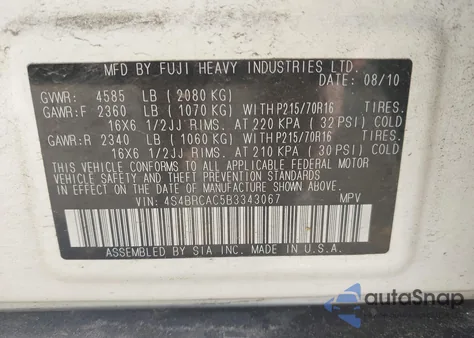 MFD BY FUJI HEAVY INDUSTRIES LTD.
DATE: 08/10
GVWR: 4585 LB (2080 KG)
GAWR:F 2360 LB (1070 KG) WITH P215/70R16 TIRES.
16X6 1/2JJ RIMS. AT 220 KPA (32 PSI) COLD
GAWR:R 2340 LB (1060 KG) WITH P215/70R16 TIRES.
16X6 1/2JJ RIMS. AT 210 KPA (30 PSI) COLD
THIS VEHICLE CONFORMS TO ALL APPLICABLE FEDERAL MOTOR
VEHICLE SAFETY, BUMPER, AND THEFT PREVENTION STANDARDS
IN EFFECT ON THE DATE OF MANUFACTURE SHOWN ABOVE.
VIN: 4S4BRCAC5B3343067 MPV
ASSEMBLED BY SIA INC. MADE IN U.S.A.
autoSnap